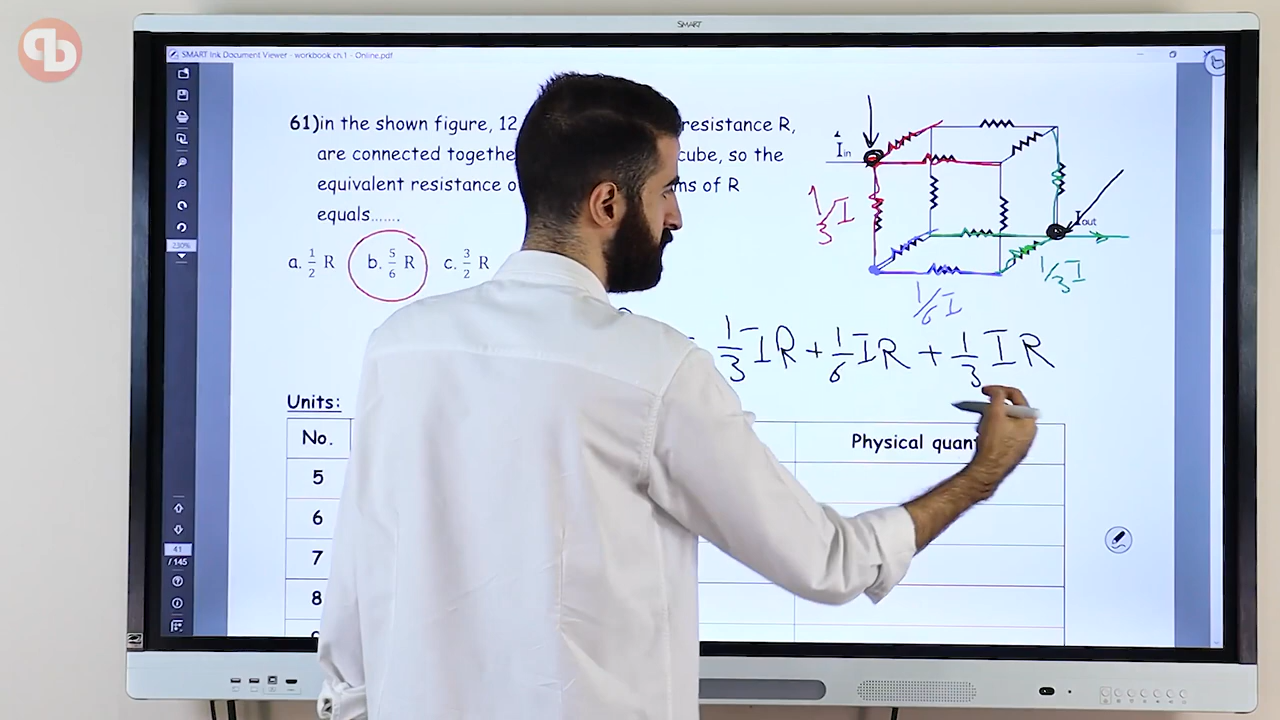 SMART
SMART Ink Document Viewer - workbook ch.1 - Online.pdf
61)in the shown figure, 12 resistance R,
are connected togethe cube, so the
equivalent resistance o ms of R
equals......
a. 1/2 R b. 5/6 R c. 3/2 R
Iin
Iout
1/3 I
1/6 I
1/3 I
1/3 IR + 1/6 IR + 1/3 IR
Units:
No. Physical quant
5
6
7
8
230%
41
/ 145